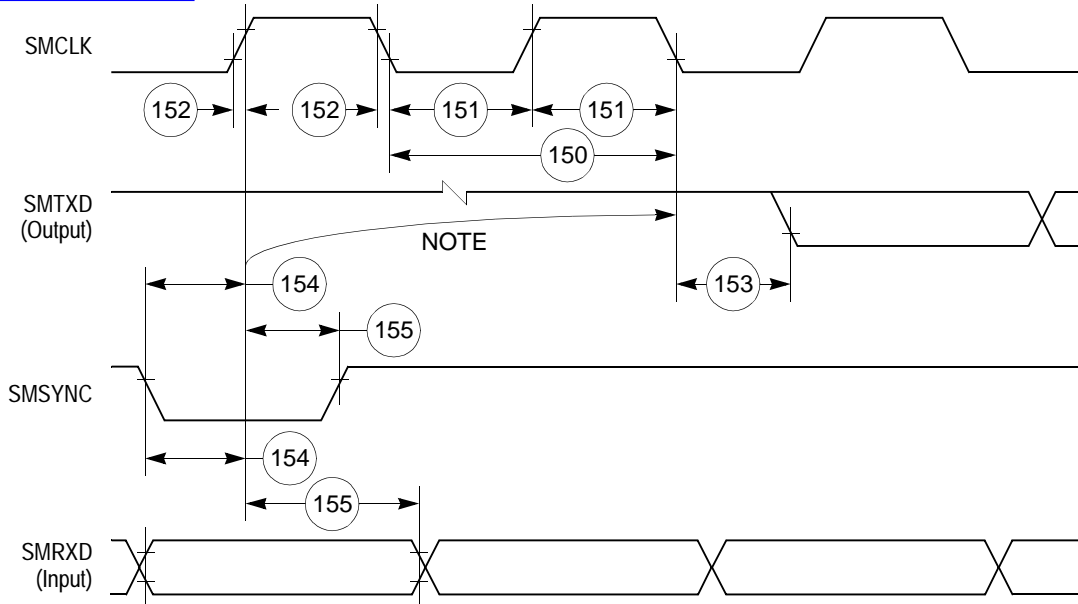 SMCLK
152
152
151
151
150
SMTXD
(Output)
NOTE
154
153
155
SMSYNC
154
155
SMRXD
(Input)